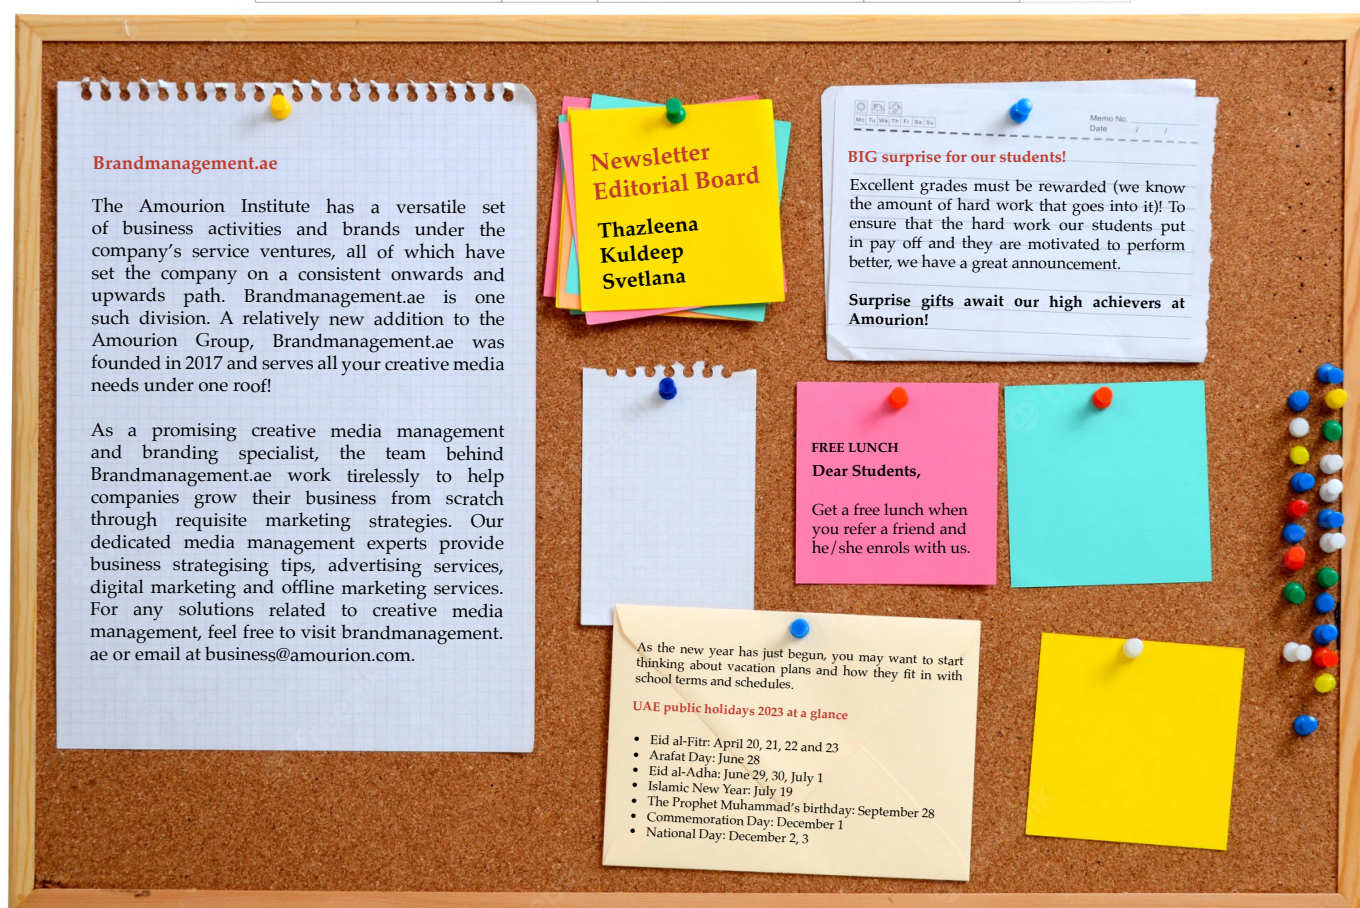 Brandmanagement.ae
The Amourion Institute has a versatile set
of business activities and brands under the
company's service ventures, all of which have
set the company on a consistent onwards and
upwards path. Brandmanagement.ae is one
such division. A relatively new addition to the
Amourion Group, Brandmanagement.ae was
founded in 2017 and serves all your creative media
needs under one roof!
As a promising creative media management
and branding specialist, the team behind
Brandmanagement.ae work tirelessly to help
companies grow their business from scratch
through requisite marketing strategies. Our
dedicated media management experts provide
business strategising tips, advertising services,
digital marketing and offline marketing services.
For any solutions related to creative media
management, feel free to visit brandmanagement.
ae or email at business@amourion.com.
Newsletter
Editorial Board
Thazleena
Kuldeep
Svetlana
Mo Tu We Th Fr Sa Su
Memo No.
Date / /
BIG surprise for our students!
Excellent grades must be rewarded (we know
the amount of hard work that goes into it)! To
ensure that the hard work our students put
in pay off and they are motivated to perform
better, we have a great announcement.
Surprise gifts await our high achievers at
Amourion!
FREE LUNCH
Dear Students,
Get a free lunch when
you refer a friend and
he/she enrols with us.
As the new year has just begun, you may want to start
thinking about vacation plans and how they fit in with
school terms and schedules.
UAE public holidays 2023 at a glance
• Eid al-Fitr: April 20, 21, 22 and 23
• Arafat Day: June 28
• Eid al-Adha: June 29, 30, July 1
• Islamic New Year: July 19
• The Prophet Muhammad's birthday: September 28
• Commemoration Day: December 1
• National Day: December 2, 3